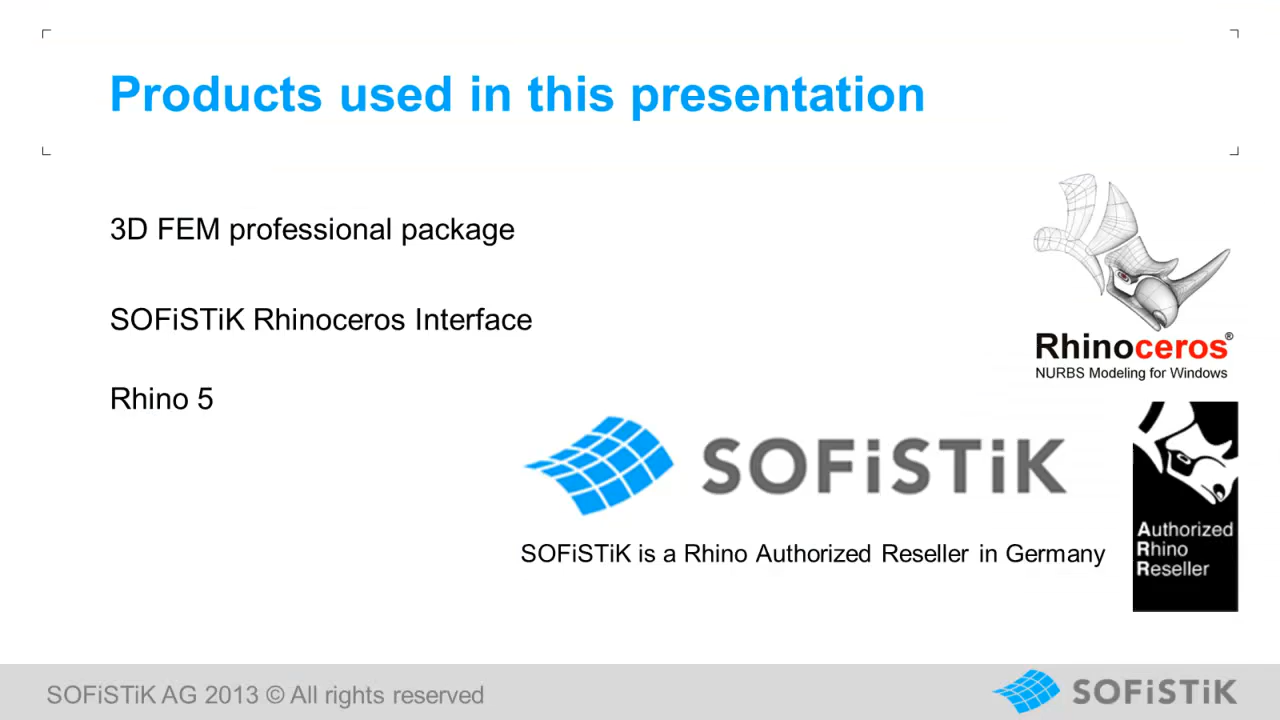 Products used in this presentation
3D FEM professional package
SOFiSTiK Rhinoceros Interface
Rhino 5
Rhinoceros®
NURBS Modeling for Windows
SOFiSTiK
SOFiSTiK is a Rhino Authorized Reseller in Germany
Authorized
Rhino
Reseller
SOFiSTiK AG 2013 © All rights reserved
SOFiSTiK